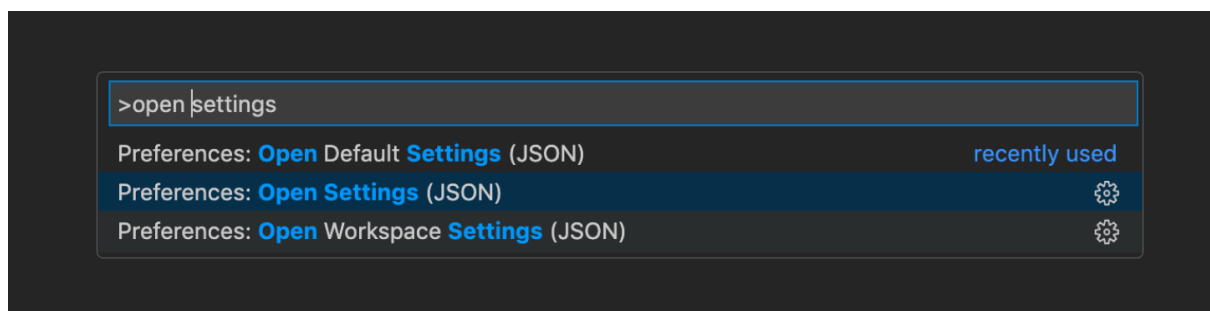 >open settings
Preferences: Open Default Settings (JSON) recently used
Preferences: Open Settings (JSON)
Preferences: Open Workspace Settings (JSON)